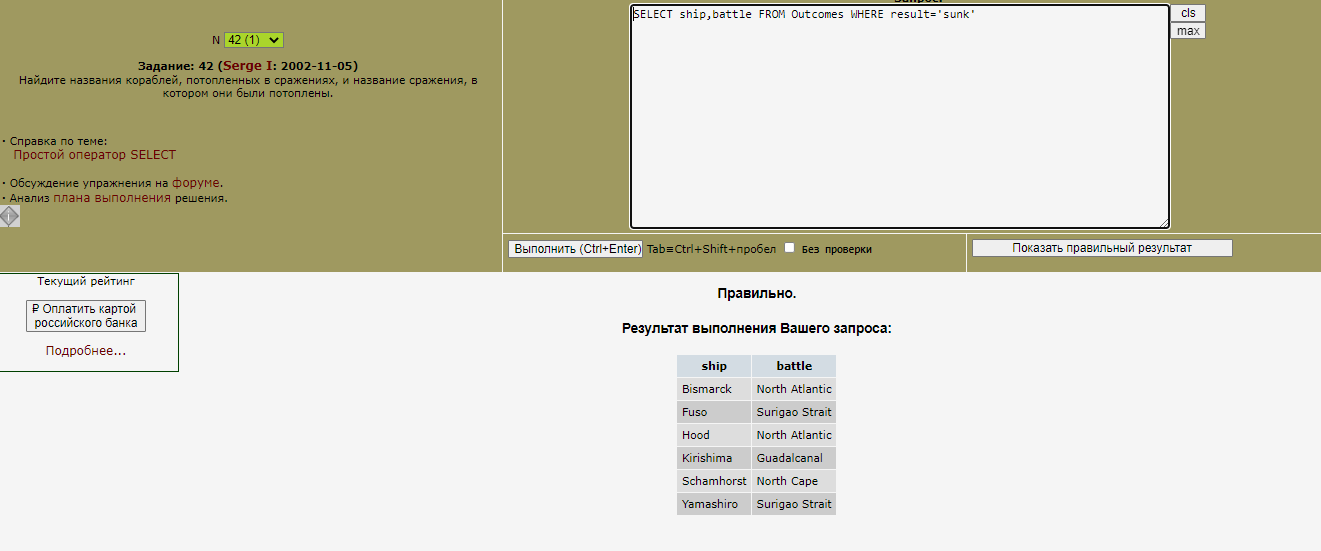 Запрос:
SELECT ship,battle FROM Outcomes WHERE result='sunk'
cls
max
N 42 (1)
Задание: 42 (Serge I: 2002-11-05)
Найдите названия кораблей, потопленных в сражениях, и название сражения, в
котором они были потоплены.
· Справка по теме:
Простой оператор SELECT
· Обсуждение упражнения на форуме.
· Анализ плана выполнения решения.
Выполнить (Ctrl+Enter) Tab≡Ctrl+Shift+пробел Без проверки
Показать правильный результат
Текущий рейтинг
₽ Оплатить картой
российского банка
Подробнее...
Правильно.
Результат выполнения Вашего запроса:
ship battle
Bismarck North Atlantic
Fuso Surigao Strait
Hood North Atlantic
Kirishima Guadalcanal
Schamhorst North Cape
Yamashiro Surigao Strait